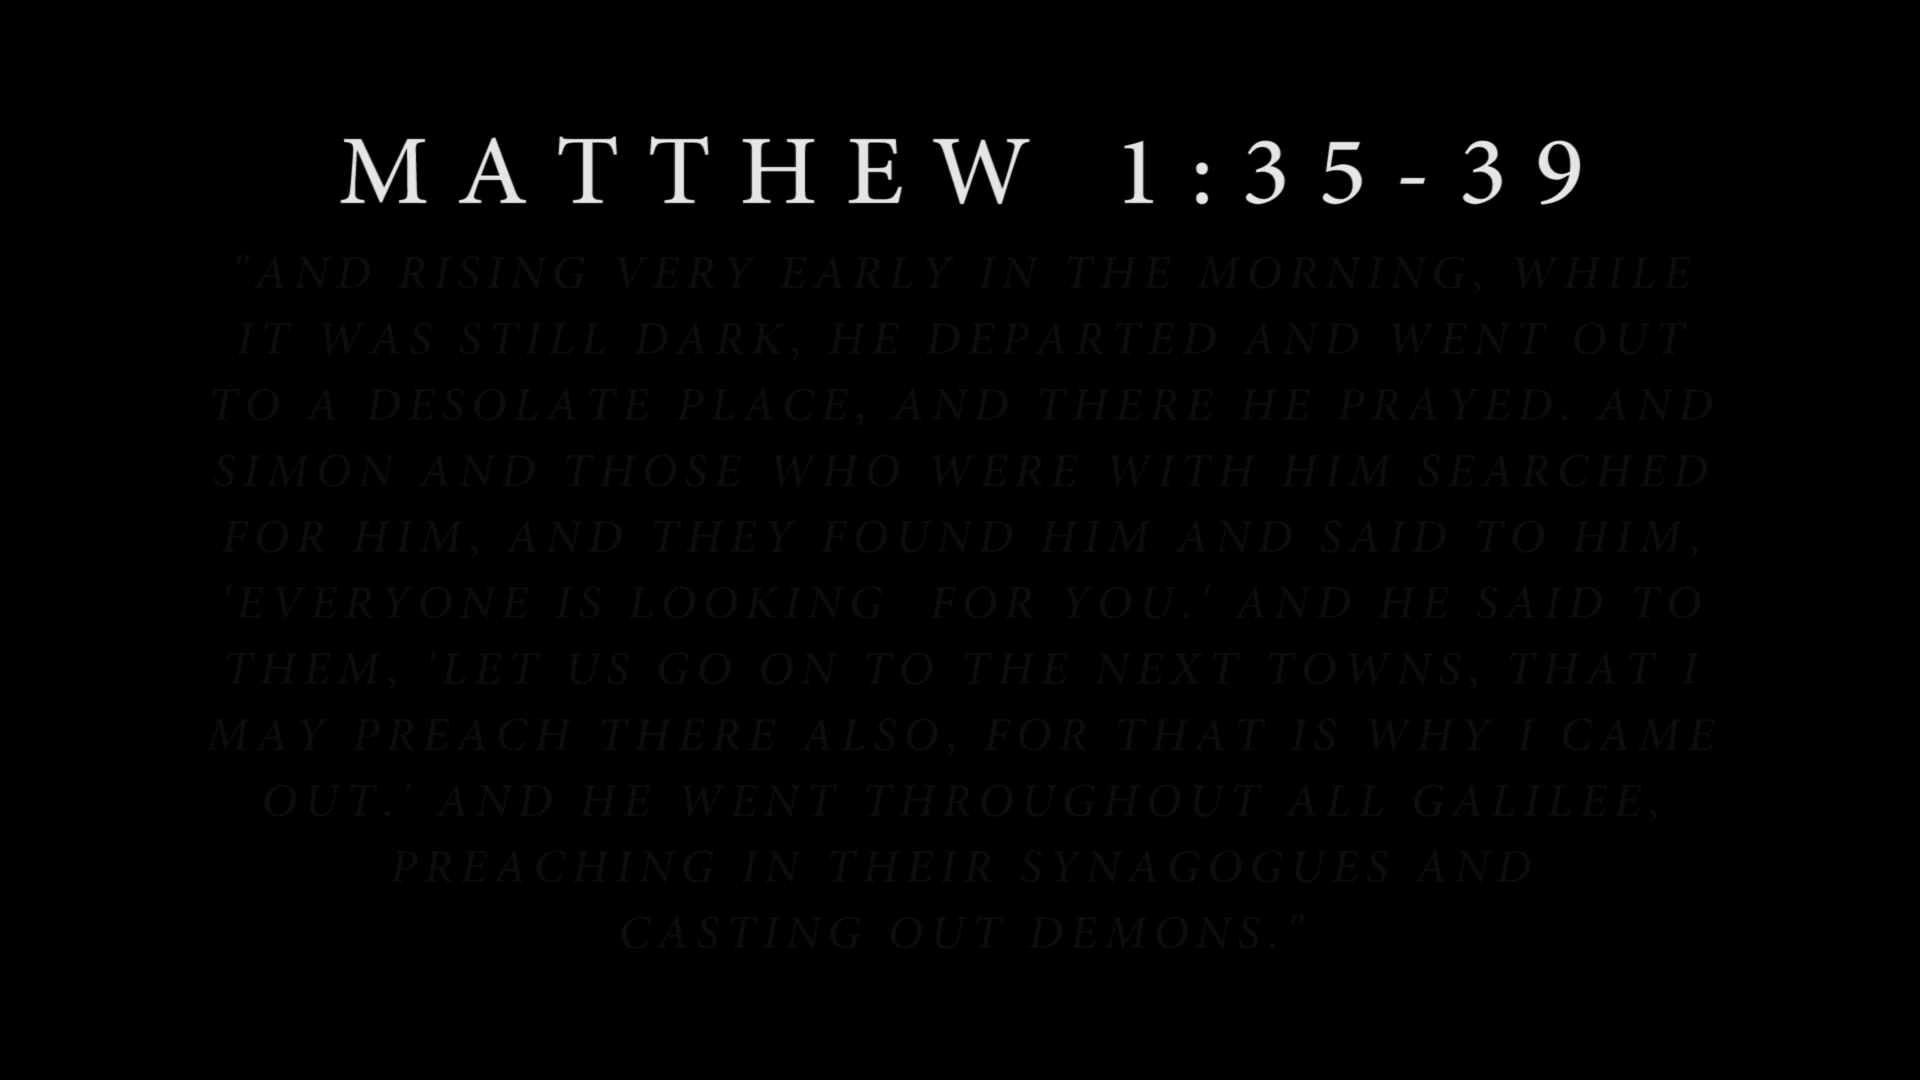 MATTHEW 1:35-39
"AND RISING VERY EARLY IN THE MORNING, WHILE
IT WAS STILL DARK, HE DEPARTED AND WENT OUT
TO A DESOLATE PLACE, AND THERE HE PRAYED. AND
SIMON AND THOSE WHO WERE WITH HIM SEARCHED
FOR HIM, AND THEY FOUND HIM AND SAID TO HIM,
'EVERYONE IS LOOKING  FOR YOU.' AND HE SAID TO
THEM, 'LET US GO ON TO THE NEXT TOWNS, THAT I
MAY PREACH THERE ALSO, FOR THAT IS WHY I CAME
OUT.' AND HE WENT THROUGHOUT ALL GALILEE,
PREACHING IN THEIR SYNAGOGUES AND
CASTING OUT DEMONS."